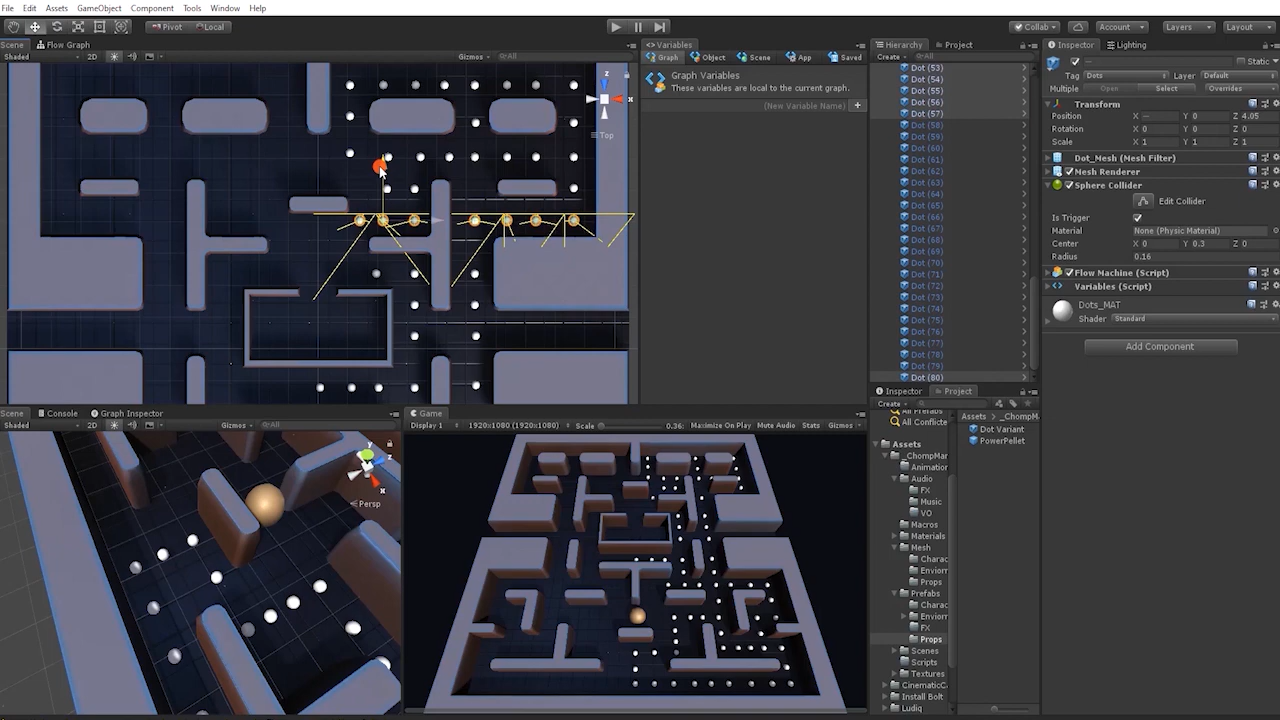 File Edit Assets GameObject Component Tools Window Help
Pivot Local Collab Account Layers Layout
Scene Flow Graph
Shaded 2D Gizmos All
z
x
Top
Variables
Graph Object Scene App Saved
Graph Variables
These variables are local to the current graph.
(New Variable Name)
Hierarchy Project
Create All
Dot (53)
Dot (54)
Dot (55)
Dot (56)
Dot (57)
Dot (58)
Dot (59)
Dot (60)
Dot (61)
Dot (62)
Dot (63)
Dot (64)
Dot (65)
Dot (66)
Dot (67)
Dot (68)
Dot (69)
Dot (70)
Dot (71)
Dot (72)
Dot (73)
Dot (74)
Dot (75)
Dot (76)
Dot (77)
Dot (78)
Dot (79)
Dot (80)
Inspector Lighting
Static
Tag Dots Layer Default
Multiple Open Select Overrides
Transform
Position X — Y 0 Z 4.05
Rotation X 0 Y 0 Z 0
Scale X 1 Y 1 Z 1
Dot_Mesh (Mesh Filter)
Mesh Renderer
Sphere Collider
Edit Collider
Is Trigger
Material None (Physic Material)
Center X 0 Y 0.3 Z 0
Radius 0.16
Flow Machine (Script)
Variables (Script)
Dots_MAT
Shader Standard
Add Component
Scene Console Graph Inspector
Shaded 2D Gizmos All
y
z
x
Persp
Game
Display 1 1920x1080 (1920x1080) Scale 0.36 Maximize On Play Mute Audio Stats Gizmos
Inspector Project
Create
All Prefabs
All Conflicte
Assets
_ChompMar
Animation
Audio
FX
Music
VO
Macros
Materials
Mesh
Charac
Enviorn
Props
Prefabs
Charac
Enviorn
FX
Props
Scenes
Scripts
Textures
CinematicCa
Install Bolt
Ludiq
Assets _ChompM
Dot Variant
PowerPellet